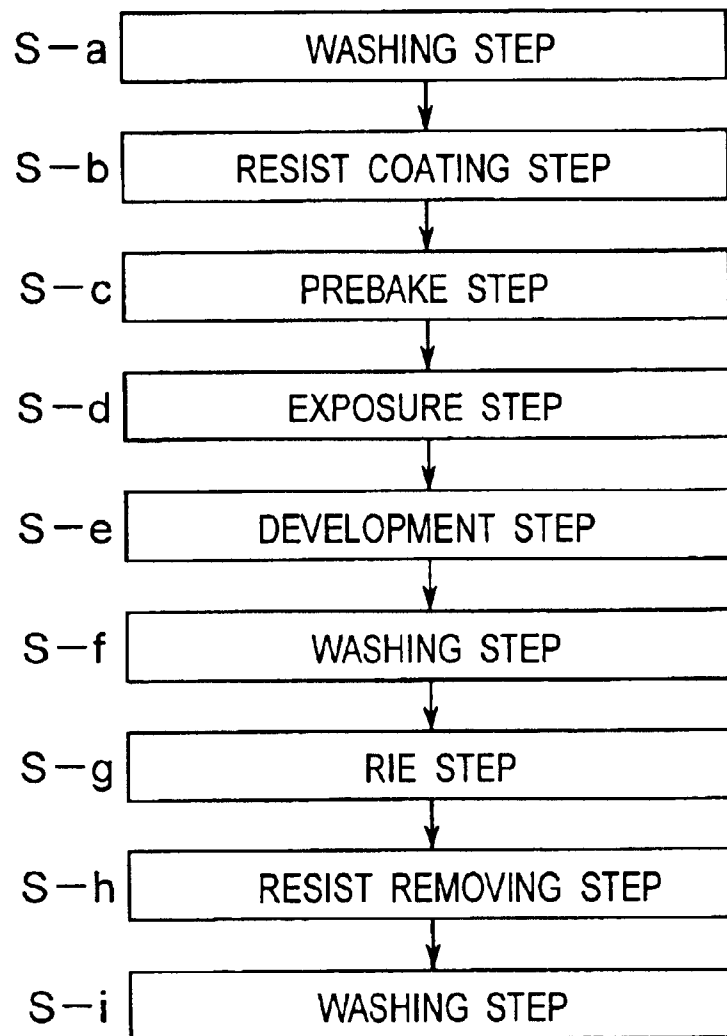 S-a WASHING STEP
S-b RESIST COATING STEP
S-c PREBAKE STEP
S-d EXPOSURE STEP
S-e DEVELOPMENT STEP
S-f WASHING STEP
S-g RIE STEP
S-h RESIST REMOVING STEP
S-i WASHING STEP